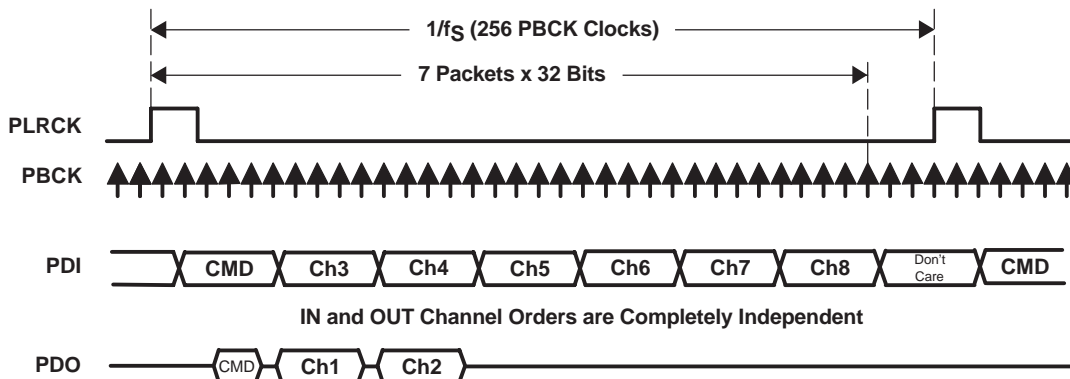 1/fS (256 PBCK Clocks)
7 Packets x 32 Bits
PLRCK
PBCK
PDI CMD Ch3 Ch4 Ch5 Ch6 Ch7 Ch8 Don't Care CMD
IN and OUT Channel Orders are Completely Independent
PDO CMD Ch1 Ch2